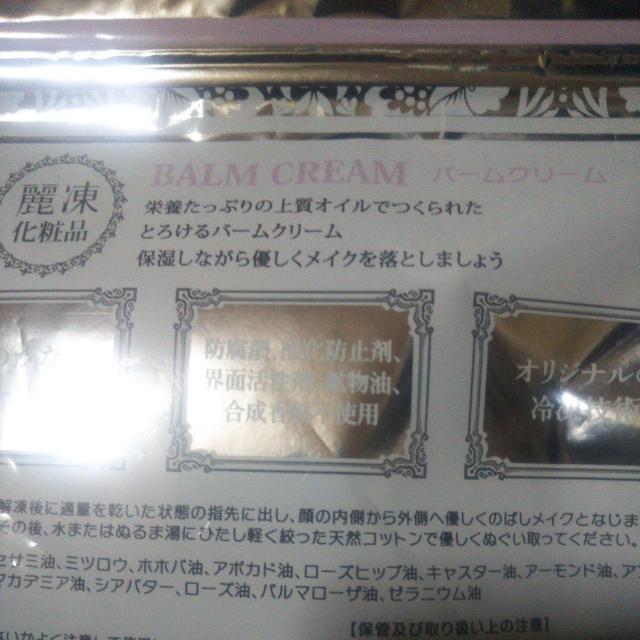 BALM CREAM バームクリーム
麗凍
化粧品
栄養たっぷりの上質オイルでつくられた
とろけるバームクリーム
保湿しながら優しくメイクを落としましょう
防腐剤、酸化防止剤、
界面活性剤、鉱物油、
合成香料不使用
オリジナル
冷凍技術
解凍後に適量を乾いた状態の指先に出し、顔の内側から外側へ優しくのばしメイクとなじま
その後、水またはぬるま湯にひたし軽く絞った天然コットンで優しくぬぐい取ってください。
ゴマ油、ミツロウ、ホホバ油、アボカド油、ローズヒップ油、キャスター油、アーモンド油、
マカデミア油、シアバター、ローズ油、パルマローザ油、ゼラニウム油
【保管及び取り扱い上の注意】